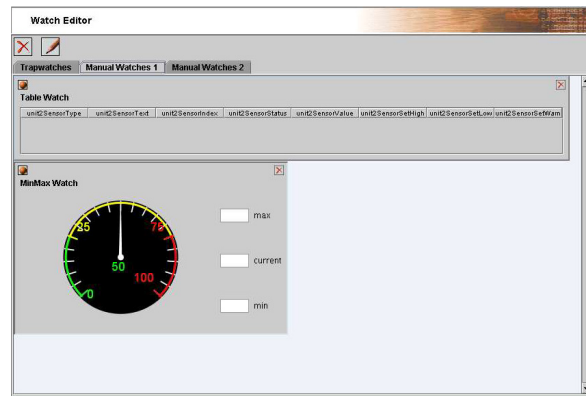 Watch Editor
Trapwatches Manual Watches 1 Manual Watches 2
Table Watch
unit2SensorType unit2SensorText unit2SensorIndex unit2SensorStatus unit2SensorValue unit2SensorSetHigh unit2SensorSetLow unit2SensorSetWarn
MinMax Watch
25 75
max
50
current
100
0
min